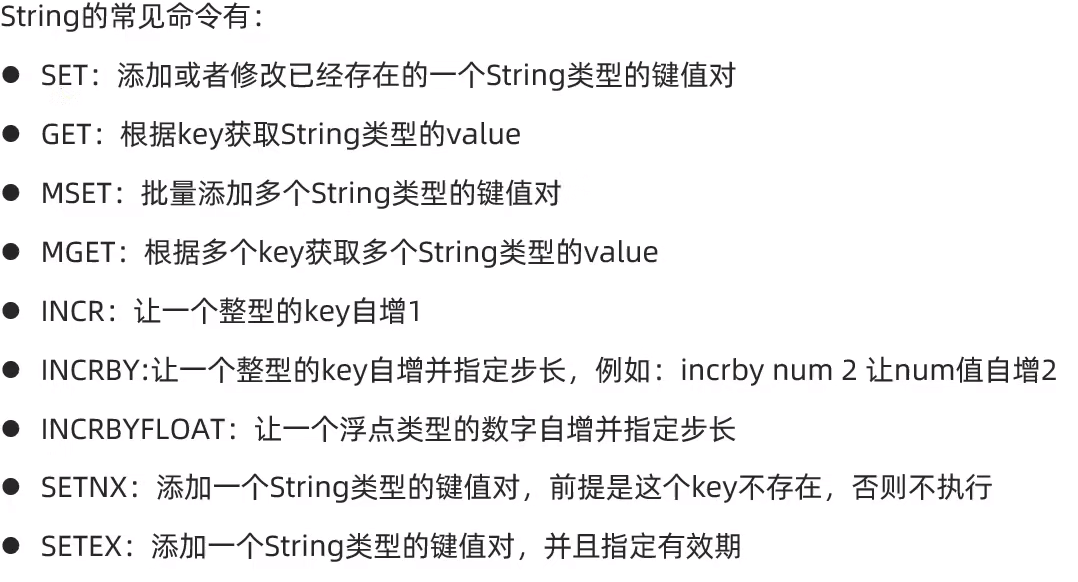 String的常见命令有：
● SET：添加或者修改已经存在的一个String类型的键值对
● GET：根据key获取String类型的value
● MSET：批量添加多个String类型的键值对
● MGET：根据多个key获取多个String类型的value
● INCR：让一个整型的key自增1
● INCRBY:让一个整型的key自增并指定步长，例如：incrby num 2 让num值自增2
● INCRBYFLOAT：让一个浮点类型的数字自增并指定步长
● SETNX：添加一个String类型的键值对，前提是这个key不存在，否则不执行
● SETEX：添加一个String类型的键值对，并且指定有效期